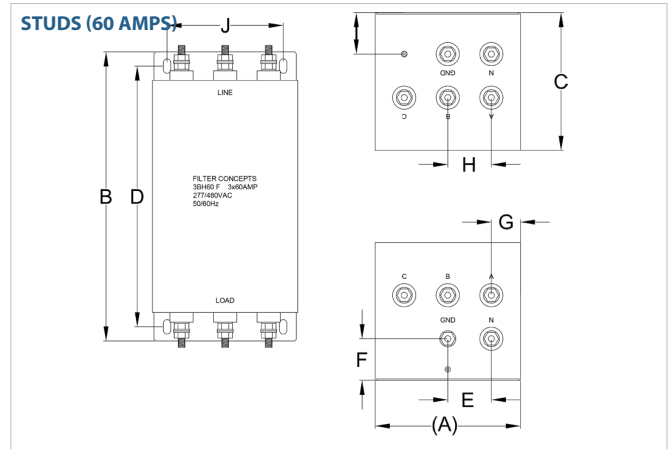 STUDS (60 AMPS)
J
LINE
B
D
FILTER CONCEPTS
3BH60 F 3x60AMP
277/480VAC
50/60Hz
LOAD
GND
N
C
B
A
C
H
G
C
B
A
GND
N
F
E
(A)